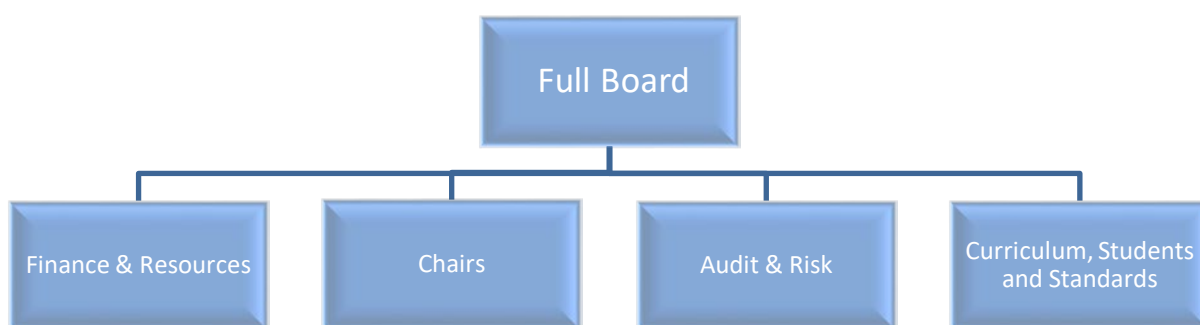 Full Board
Finance & Resources
Chairs
Audit & Risk
Curriculum, Students
and Standards